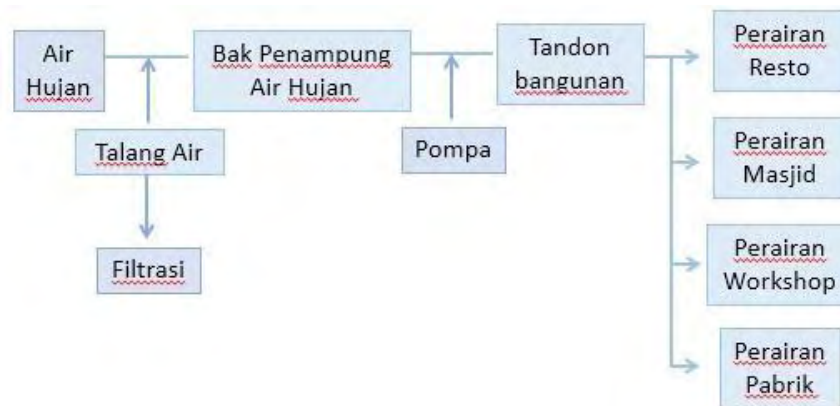 Air
Hujan
Bak Penampung
Air Hujan
Tandon
bangunan
Perairan
Resto
Talang Air
Pompa
Perairan
Masjid
Filtrasi
Perairan
Workshop
Perairan
Pabrik